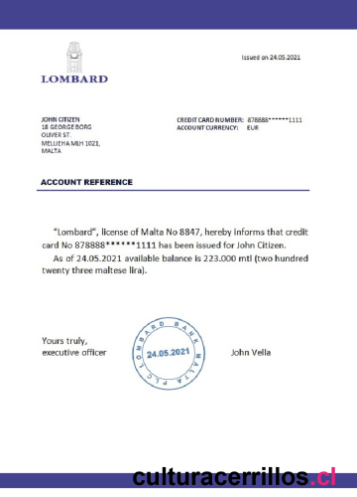 Issued on 24.05.2021
LOMBARD
JOHN CITIZEN
18 GEORGE BORG
OLIVER ST.
MELLIEHA MLH 1021,
MALTA
CREDIT CARD NUMBER: 878888******1111
ACCOUNT CURRENCY: EUR
ACCOUNT REFERENCE
"Lombard", license of Malta No 8847, hereby informs that credit
card No 878888******1111 has been issued for John Citizen.
As of 24.05.2021 available balance is 223.000 mtl (two hundred
twenty three maltese lira).
Yours truly,
executive officer
LOMBARD BANK MALTA PLC
24.05.2021
John Vella
culturacerrillos.cl